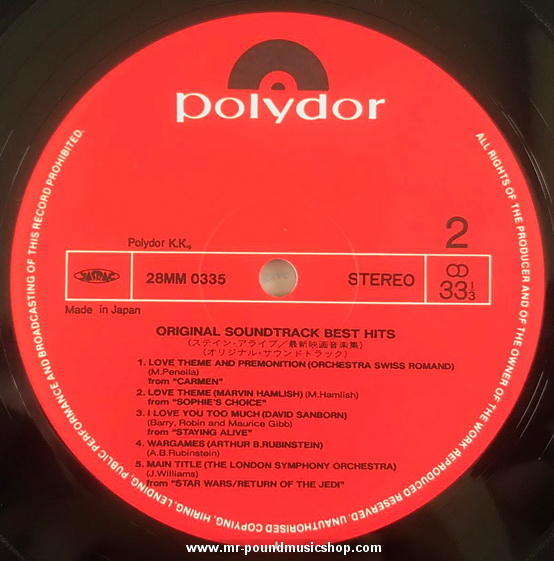 polydor
ALL RIGHTS OF THE PRODUCER AND OF THE OWNER OF THE WORK REPRODUCED RESERVED. UNAUTHORISED COPYING, HIRING, LENDING, PUBLIC PERFORMANCE AND BROADCASTING OF THIS RECORD PROHIBITED.
2
Polydor K.K.
JASRAC 28MM 0335 STEREO 33 1/3
Made in Japan
ORIGINAL SOUNDTRACK BEST HITS
(ステイン・アライブ/最新映画音楽集)
(オリジナル・サウンドトラック)
1. LOVE THEME AND PREMONITION (ORCHESTRA SWISS ROMAND)
(M.Penella)
from "CARMEN"
2. LOVE THEME (MARVIN HAMLISH) (M.Hamlish)
from "SOPHIE'S CHOICE"
3. I LOVE YOU TOO MUCH (DAVID SANBORN)
(Barry, Robin and Maurice Gibb)
from "STAYING ALIVE"
4. WARGAMES (ARTHUR B.RUBINSTEIN)
(A.B.Rubinstein)
5. MAIN TITLE (THE LONDON SYMPHONY ORCHESTRA)
(J.Williams)
from "STAR WARS/RETURN OF THE JEDI"
www.mr-poundmusicshop.com